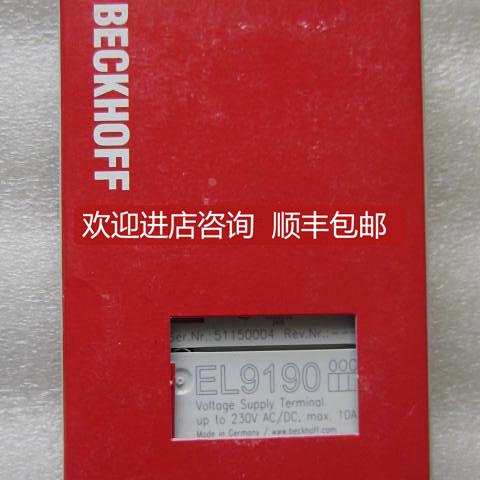 BECKHOFF
欢迎进店咨询 顺丰包邮
Ser.Nr.: 51150004 Rev.Nr.: --
EL9190 000
Voltage Supply Terminal
up to 230V AC/DC, max. 10A
Made in Germany / www.beckhoff.com